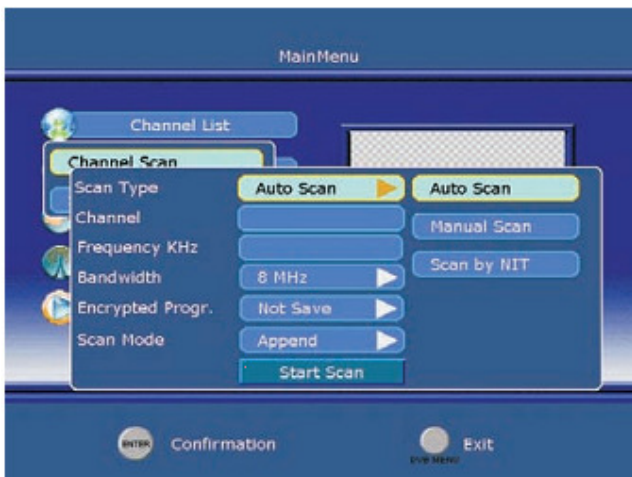 MainMenu
Channel List
Channel Scan
Scan Type Auto Scan Auto Scan
Channel Manual Scan
Frequency KHz Scan by NIT
Bandwidth 8 MHz
Encrypted Progr. Not Save
Scan Mode Append
Start Scan
ENTER Confirmation Exit
DVB MENU